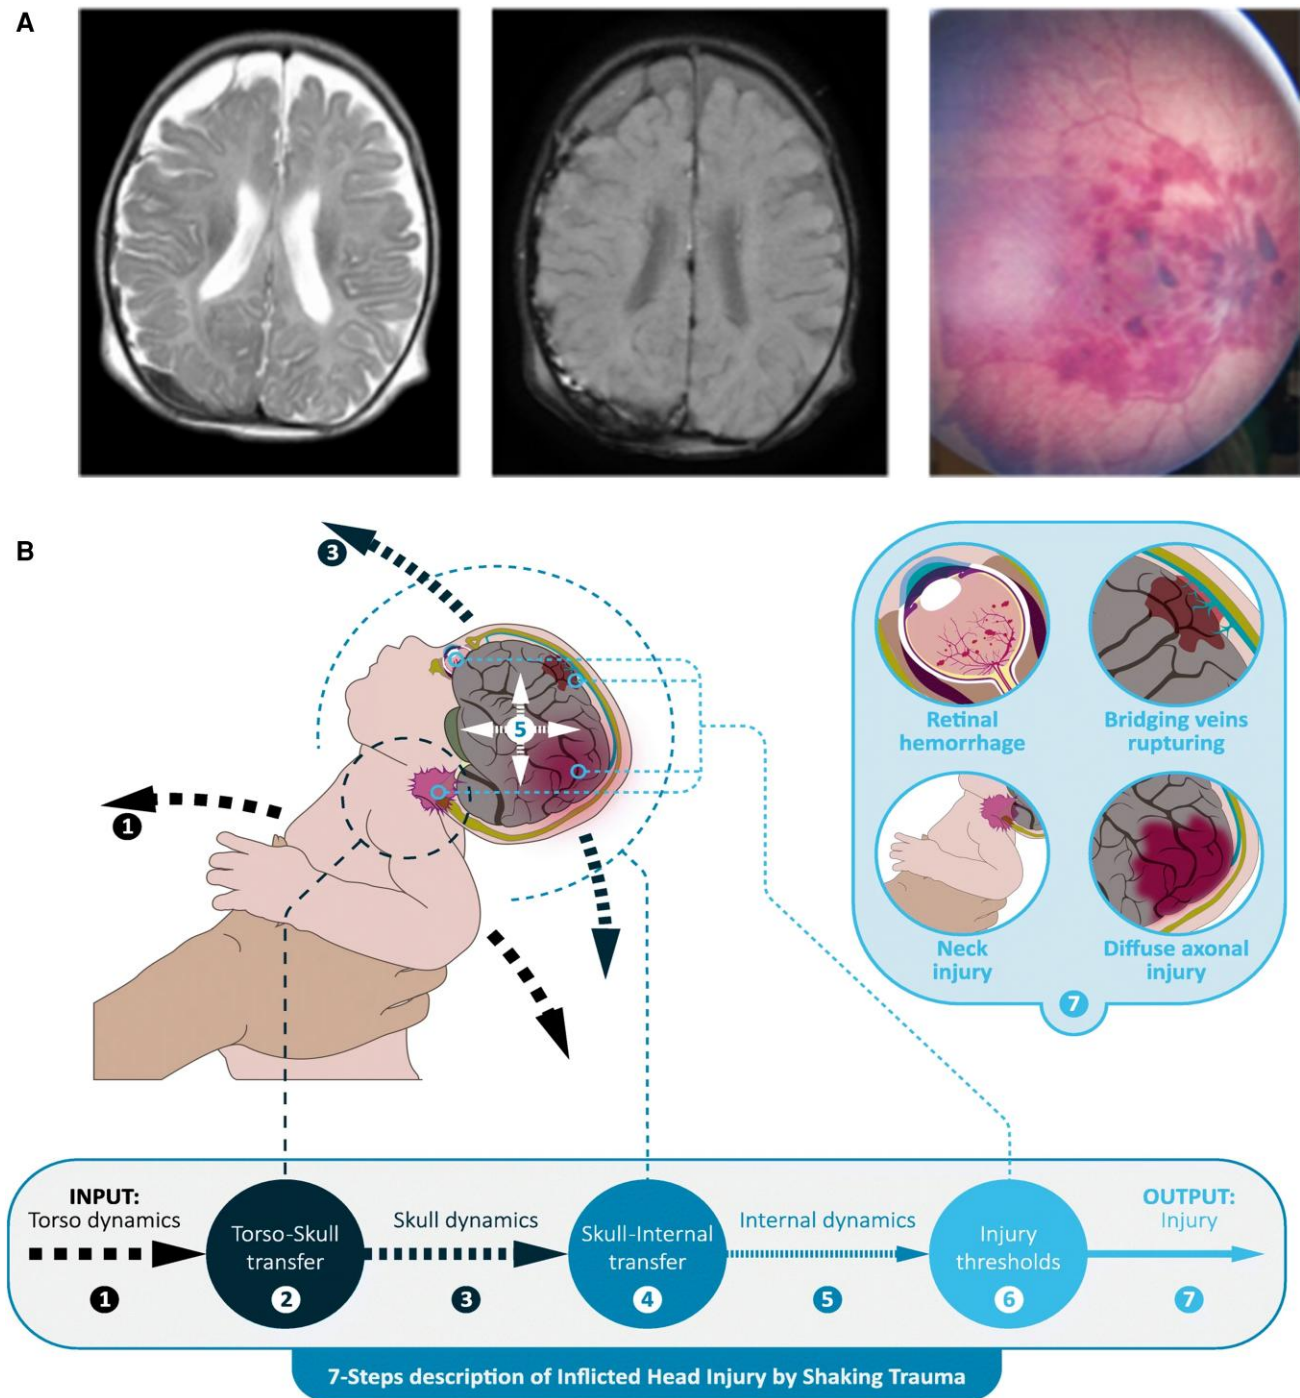 A
B
3
5
1
Retinal
hemorrhage
Bridging veins
rupturing
Neck
injury
Diffuse axonal
injury
7
INPUT:
Torso dynamics
1
Torso-Skull
transfer
2
Skull dynamics
3
Skull-Internal
transfer
4
Internal dynamics
5
Injury
thresholds
6
OUTPUT:
Injury
7
7-Steps description of Inflicted Head Injury by Shaking Trauma